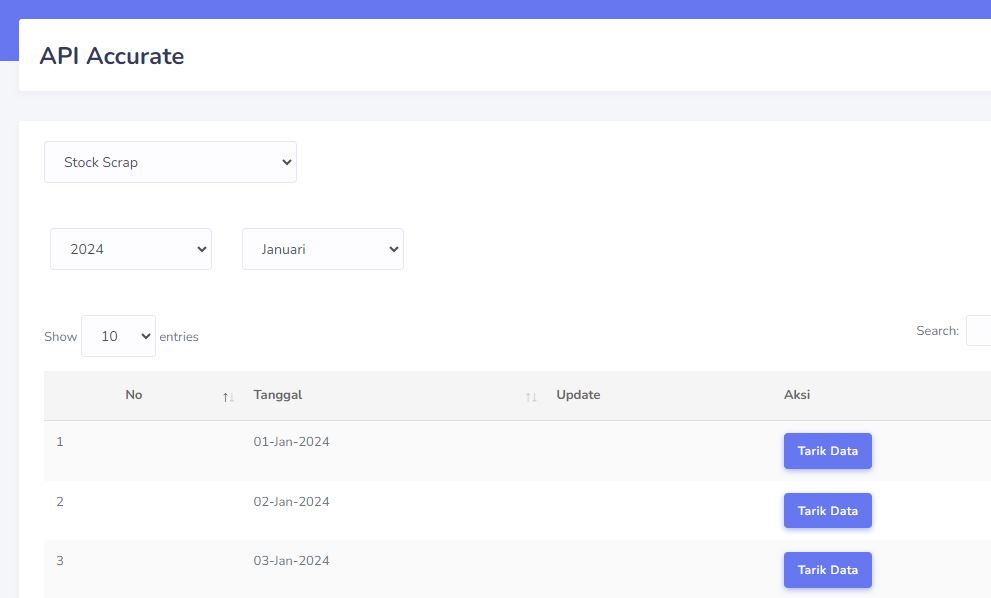 API Accurate
Stock Scrap
2024 Januari
Show 10 entries Search:
No Tanggal Update Aksi
1 01-Jan-2024 Tarik Data
2 02-Jan-2024 Tarik Data
3 03-Jan-2024 Tarik Data